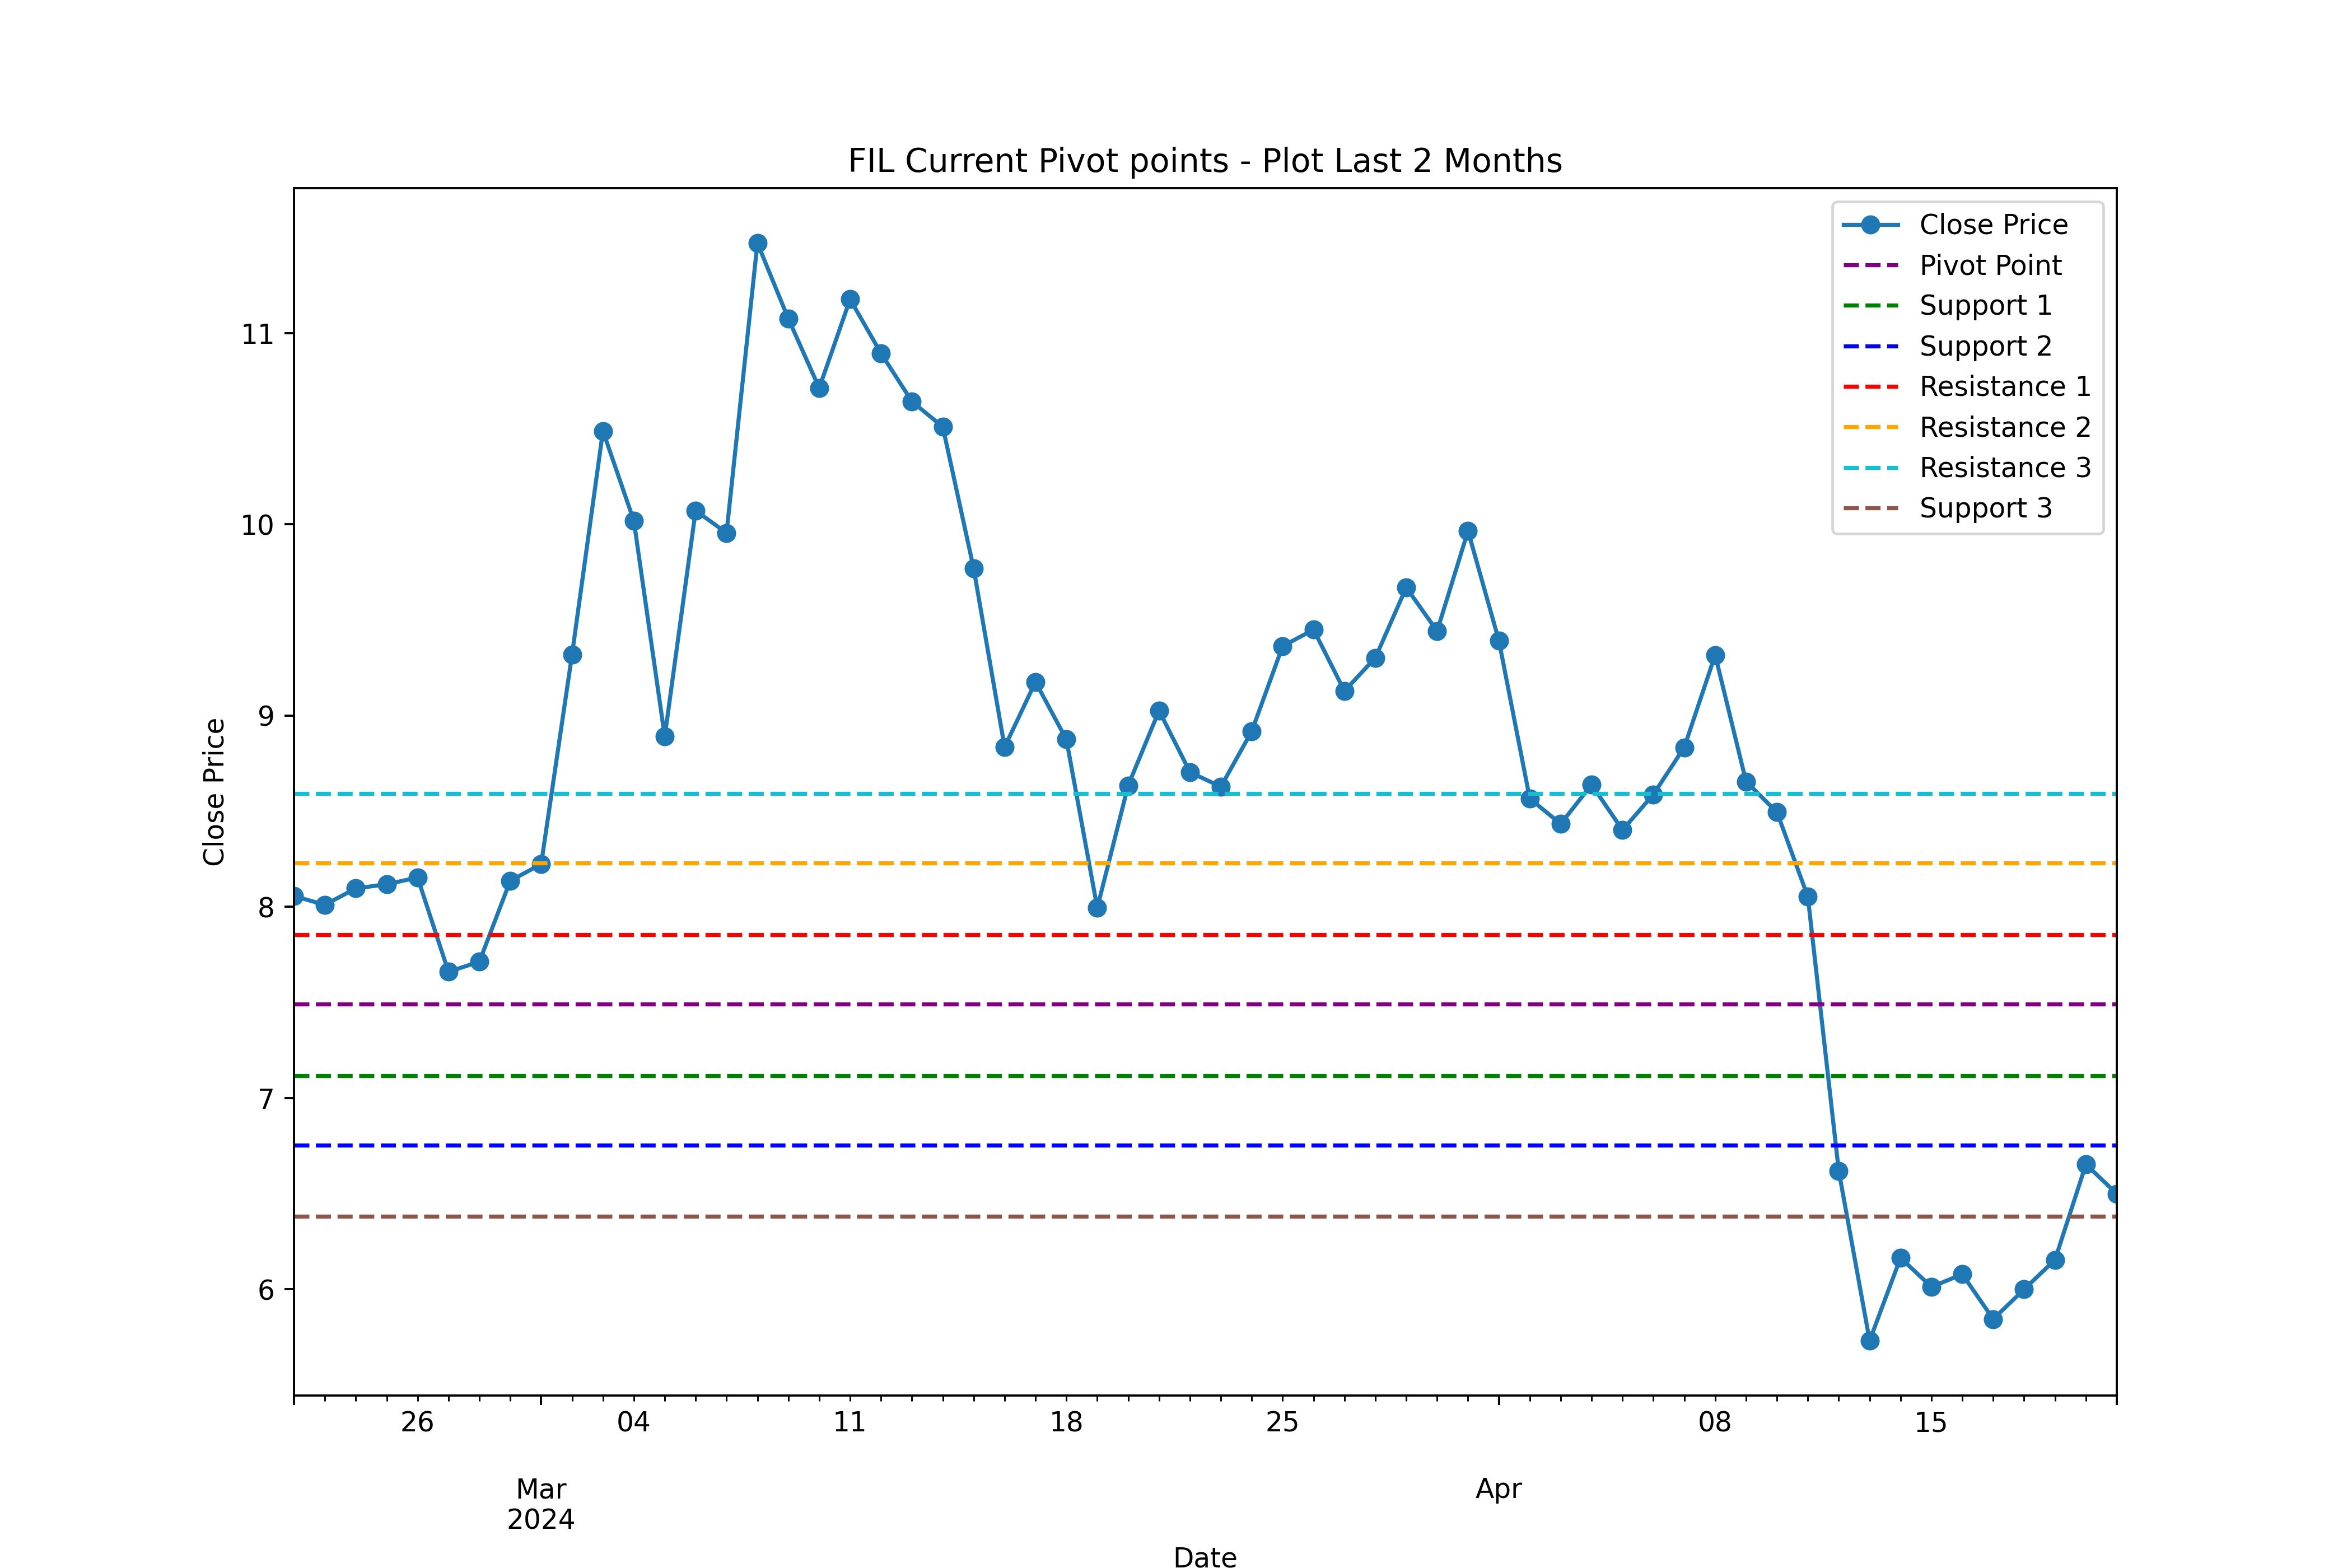 FIL Current Pivot points - Plot Last 2 Months
Close Price
Pivot Point
Support 1
Support 2
Resistance 1
Resistance 2
Resistance 3
Support 3
11
10
9
8
7
6
Close Price
26
04
11
18
25
08
15
Mar
2024
Apr
Date